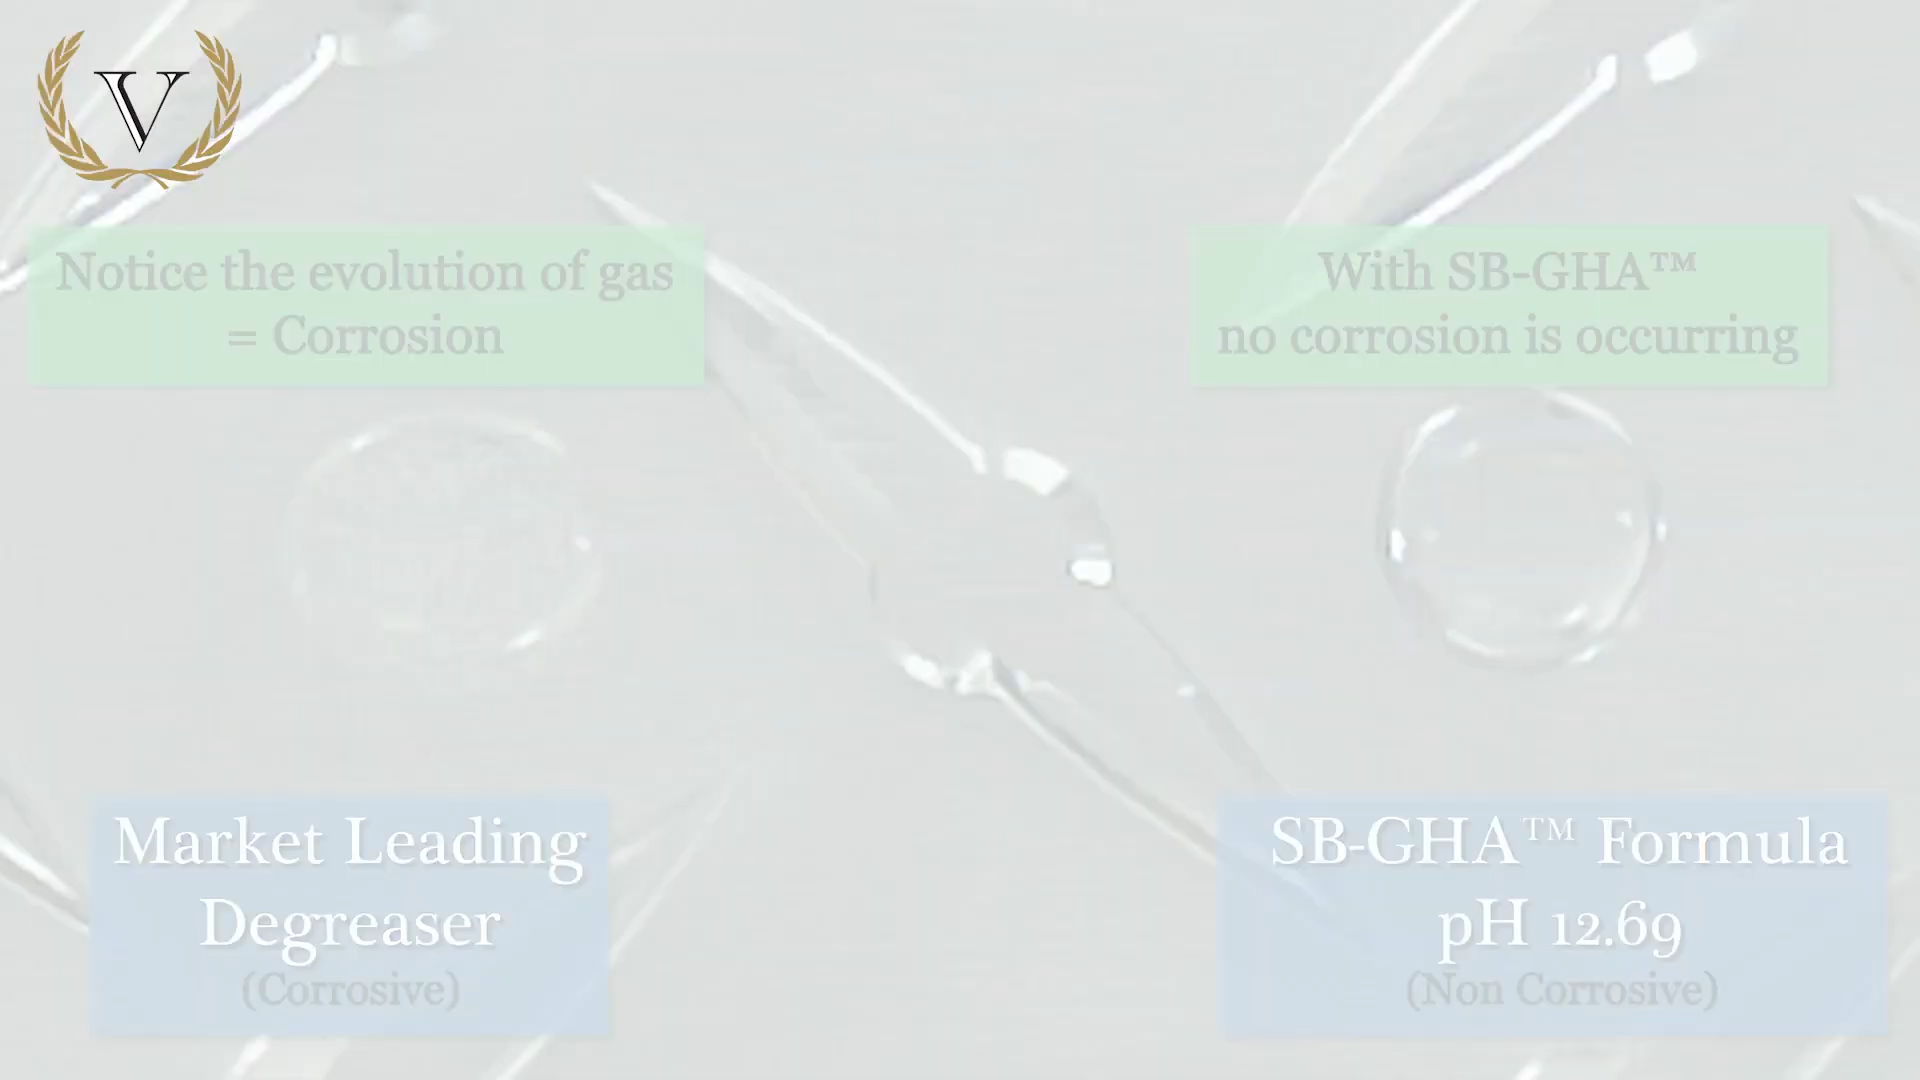 V
Notice the evolution of gas
= Corrosion
With SB-GHA™
no corrosion is occurring
Market Leading
Degreaser
(Corrosive)
SB-GHA™ Formula
pH 12.69
(Non Corrosive)